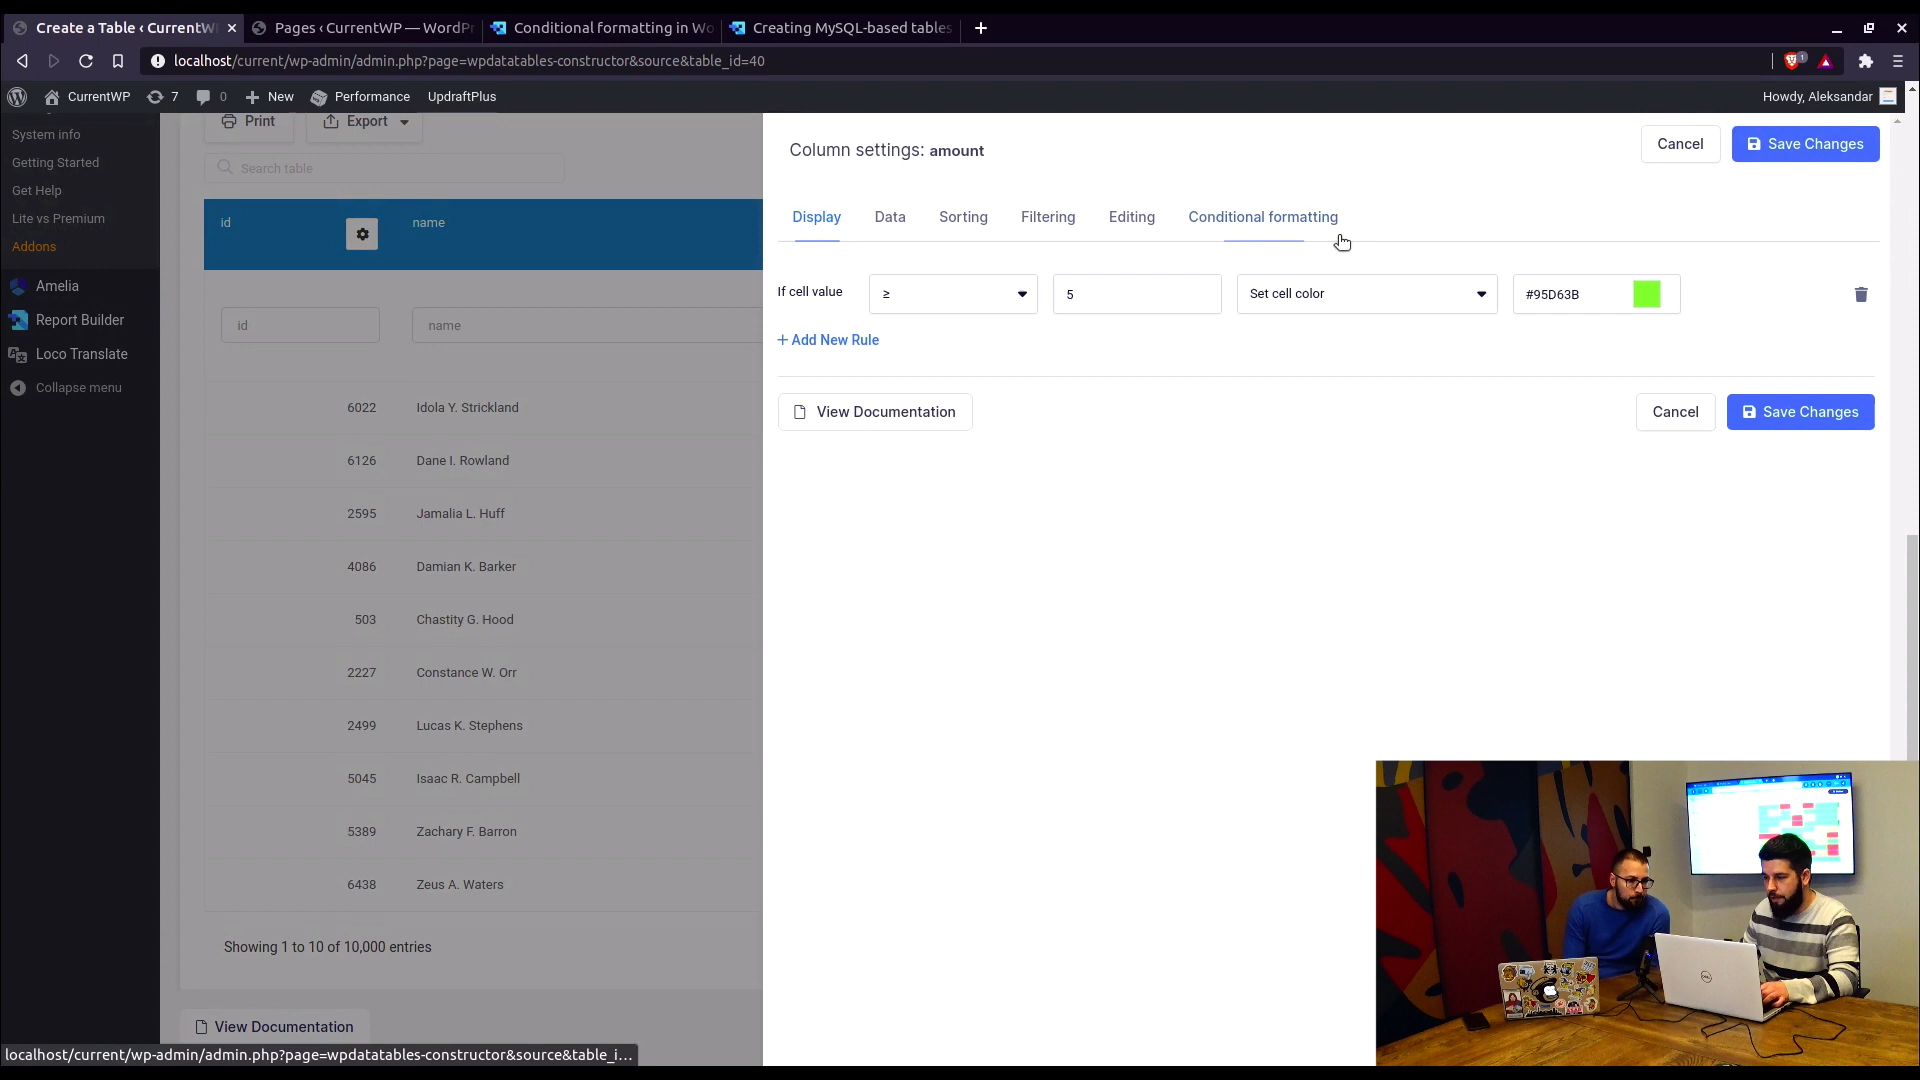 Create a Table ‹ CurrentWP
Pages ‹ CurrentWP — WordPr
Conditional formatting in Wo
Creating MySQL-based tables
localhost/current/wp-admin/admin.php?page=wpdatatables-constructor&source&table_id=40
1
CurrentWP
7
0
New
Performance
UpdraftPlus
Howdy, Aleksandar
System info
Getting Started
Get Help
Lite vs Premium
Addons
Amelia
Report Builder
Loco Translate
Collapse menu
Print
Export
Search table
id
name
id
name
6022 Idola Y. Strickland
6126 Dane I. Rowland
2595 Jamalia L. Huff
4086 Damian K. Barker
503 Chastity G. Hood
2227 Constance W. Orr
2499 Lucas K. Stephens
5045 Isaac R. Campbell
5389 Zachary F. Barron
6438 Zeus A. Waters
Showing 1 to 10 of 10,000 entries
View Documentation
Column settings: amount
Cancel
Save Changes
Display
Data
Sorting
Filtering
Editing
Conditional formatting
If cell value
≥
5
Set cell color
#95D63B
+ Add New Rule
View Documentation
Cancel
Save Changes
DELL
localhost/current/wp-admin/admin.php?page=wpdatatables-constructor&source&table_i...